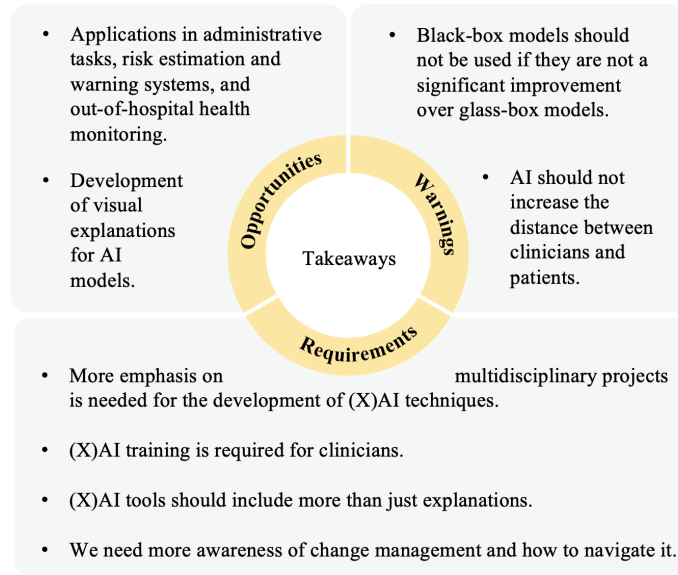 • Applications in administrative
tasks, risk estimation and
warning systems, and
out-of-hospital health
monitoring.
• Development
of visual
explanations
for AI
models.
• Black-box models should
not be used if they are not a
significant improvement
over glass-box models.
• AI should not
increase the
distance between
clinicians and
patients.
Opportunities
Warnings
Takeaways
Requirements
• More emphasis on multidisciplinary projects
is needed for the development of (X)AI techniques.
• (X)AI training is required for clinicians.
• (X)AI tools should include more than just explanations.
• We need more awareness of change management and how to navigate it.